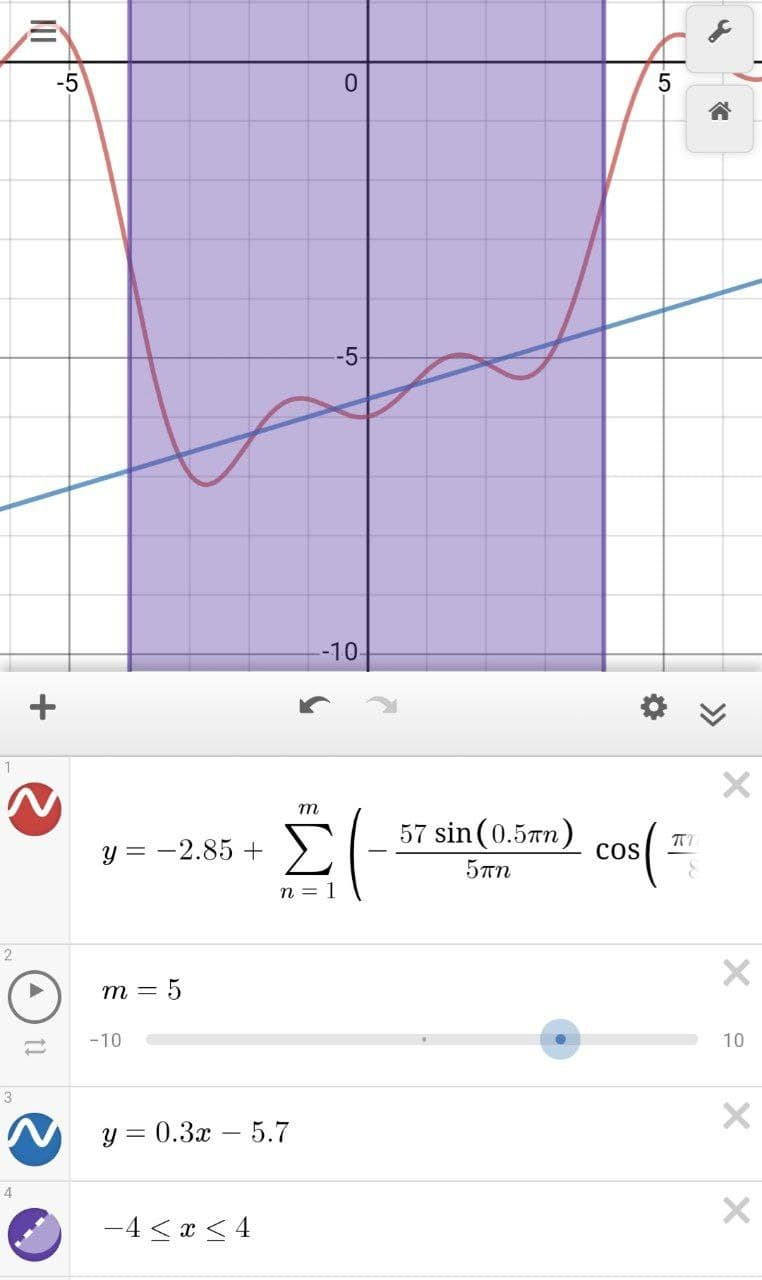 -5 0 5
-5
-10
1
y = −2.85 + ∑ m n = 1 ( − 57 sin(0.5πn) / 5πn cos( π
2
m = 5
−10 10
3
y = 0.3x − 5.7
4
−4 ≤ x ≤ 4